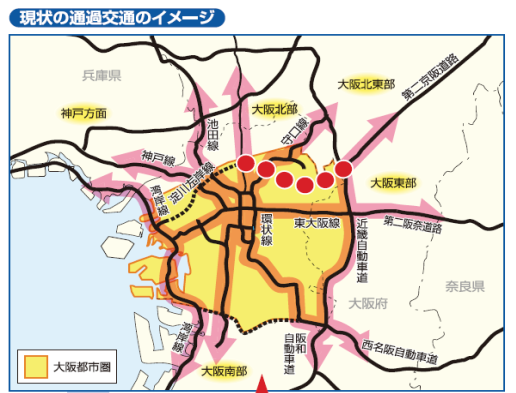 現状の通過交通のイメージ
兵庫県
神戸方面
池田線
大阪北部
守口線
大阪北東部
第二京阪道路
神戸線
淀川左岸線
湾岸線
大阪東部
環状線
東大阪線
近畿自動車道
第二阪奈道路
奈良県
大阪府
湾岸線
大阪南部
阪和
自動車道
西名阪自動車道
大阪都市圏